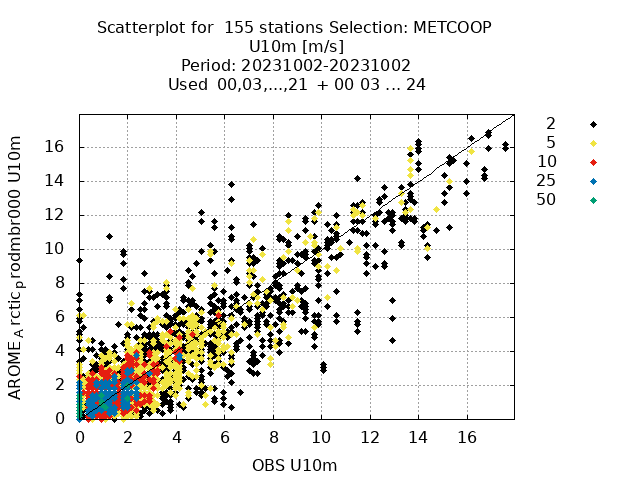 Scatterplot for 155 stations Selection: METCOOP
U10m [m/s]
Period: 20231002-20231002
Used 00,03,...,21 + 00 03 ... 24
AROME_Arctic_prodmbr000 U10m
16
14
12
10
8
6
4
2
0
0 2 4 6 8 10 12 14 16
OBS U10m
2
5
10
25
50